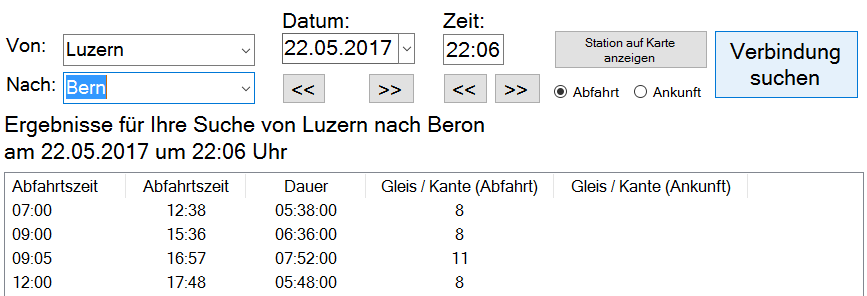 Datum: Zeit:
Von: Luzern 22.05.2017 22:06 Station auf Karte anzeigen Verbindung suchen
Nach: Bern << >> << >> Abfahrt Ankunft
Ergebnisse für Ihre Suche von Luzern nach Beron
am 22.05.2017 um 22:06 Uhr
Abfahrtszeit Abfahrtszeit Dauer Gleis / Kante (Abfahrt) Gleis / Kante (Ankunft)
07:00 12:38 05:38:00 8
09:00 15:36 06:36:00 8
09:05 16:57 07:52:00 11
12:00 17:48 05:48:00 8